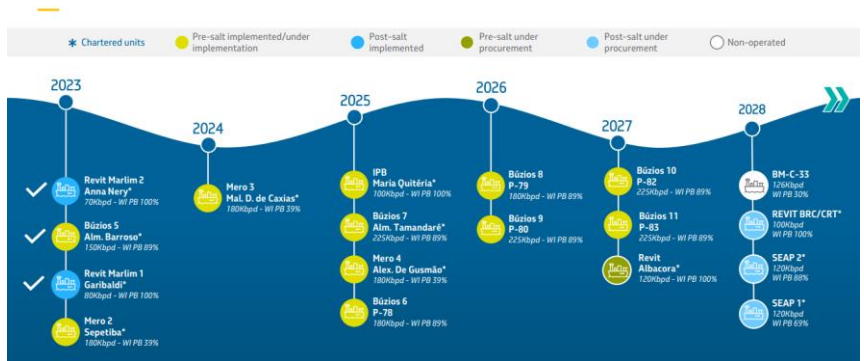 * Chartered units
Pre-salt implemented/under
implementation
Post-salt
implemented
Pre-salt under
procurement
Post-salt under
procurement
Non-operated
2023
Revit Marlim 2
Anna Nery*
70Kbpd - WI PB 100%
Búzios 5
Alm. Barroso*
150Kbpd - WI PB 89%
Revit Marlim 1
Garibaldi*
80Kbpd - WI PB 100%
Mero 2
Sepetiba*
180Kbpd - WI PB 39%
2024
Mero 3
Mal. D. de Caxias*
180Kbpd - WI PB 39%
2025
IPB
Maria Quitéria*
100Kbpd - WI PB 100%
Búzios 7
Alm. Tamandaré*
225Kbpd - WI PB 89%
Mero 4
Alex. De Gusmão*
180Kbpd - WI PB 39%
Búzios 6
P-78
180Kbpd - WI PB 89%
2026
Búzios 8
P-79
180Kbpd - WI PB 89%
Búzios 9
P-80
225Kbpd - WI PB 89%
2027
Búzios 10
P-82
225Kbpd - WI PB 89%
Búzios 11
P-83
225Kbpd - WI PB 89%
Revit
Albacora*
120Kbpd - WI PB 100%
2028
BM-C-33
126Kbpd
WI PB 30%
REVIT BRC/CRT*
100Kbpd
WI PB 100%
SEAP 2*
120Kbpd
WI PB 88%
SEAP 1*
120Kbpd
WI PB 69%